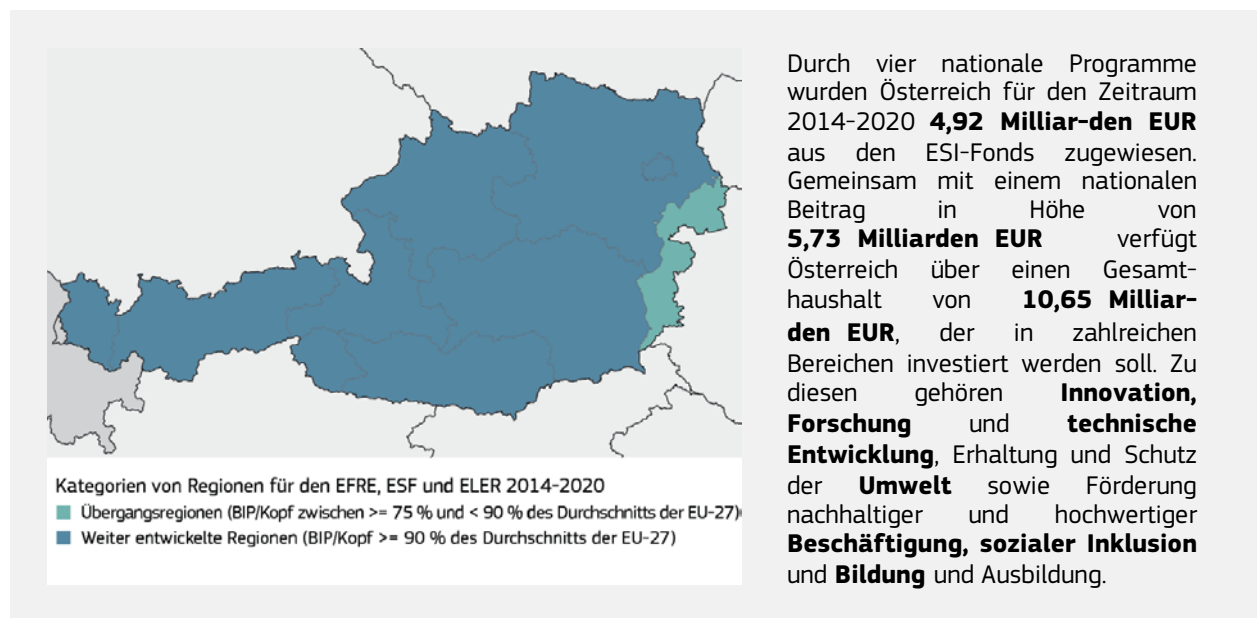 Durch vier nationale Programme
wurden Österreich für den Zeitraum
2014-2020 4,92 Milliar-den EUR
aus den ESI-Fonds zugewiesen.
Gemeinsam mit einem nationalen
Beitrag in Höhe von
5,73 Milliarden EUR verfügt
Österreich über einen Gesamt-
haushalt von 10,65 Milliar-
den EUR, der in zahlreichen
Bereichen investiert werden soll. Zu
diesen gehören Innovation,
Forschung und technische
Entwicklung, Erhaltung und Schutz
der Umwelt sowie Förderung
nachhaltiger und hochwertiger
Beschäftigung, sozialer Inklusion
und Bildung und Ausbildung.
Kategorien von Regionen für den EFRE, ESF und ELER 2014-2020
Übergangsregionen (BIP/Kopf zwischen >= 75 % und < 90 % des Durchschnitts der EU-27)
Weiter entwickelte Regionen (BIP/Kopf >= 90 % des Durchschnitts der EU-27)